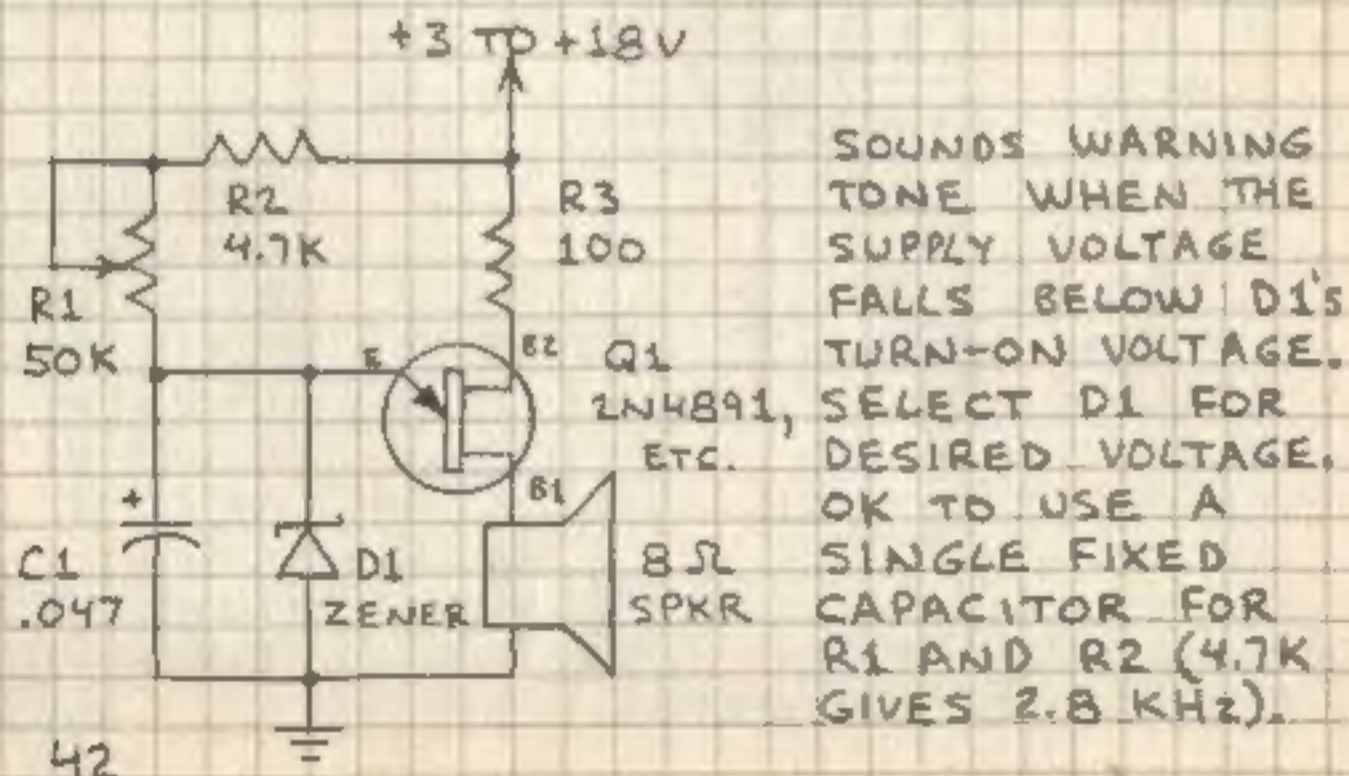 +3 TO +18V
R2
4.7K
R3
100
R1
50K
E
B2
Q1
2N4891,
ETC.
B1
+
C1
.047
D1
ZENER
8Ω
SPKR
SOUNDS WARNING
TONE WHEN THE
SUPPLY VOLTAGE
FALLS BELOW D1's
TURN-ON VOLTAGE.
SELECT D1 FOR
DESIRED VOLTAGE.
OK TO USE A
SINGLE FIXED
CAPACITOR FOR
R1 AND R2 (4.7K
GIVES 2.8 KHz).
42